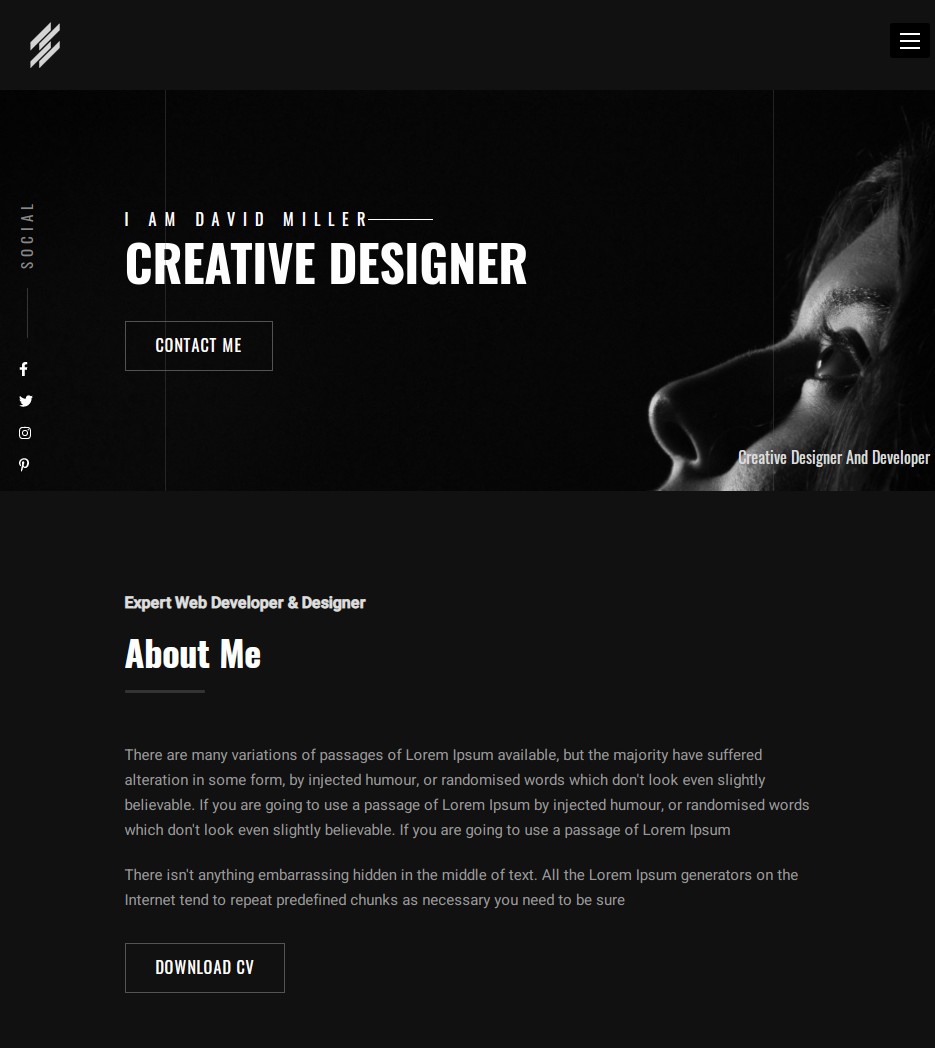 SOCIAL
I AM DAVID MILLER
CREATIVE DESIGNER
CONTACT ME
Creative Designer And Developer
Expert Web Developer & Designer
About Me
There are many variations of passages of Lorem Ipsum available, but the majority have suffered
alteration in some form, by injected humour, or randomised words which don't look even slightly
believable. If you are going to use a passage of Lorem Ipsum by injected humour, or randomised words
which don't look even slightly believable. If you are going to use a passage of Lorem Ipsum
There isn't anything embarrassing hidden in the middle of text. All the Lorem Ipsum generators on the
Internet tend to repeat predefined chunks as necessary you need to be sure
DOWNLOAD CV